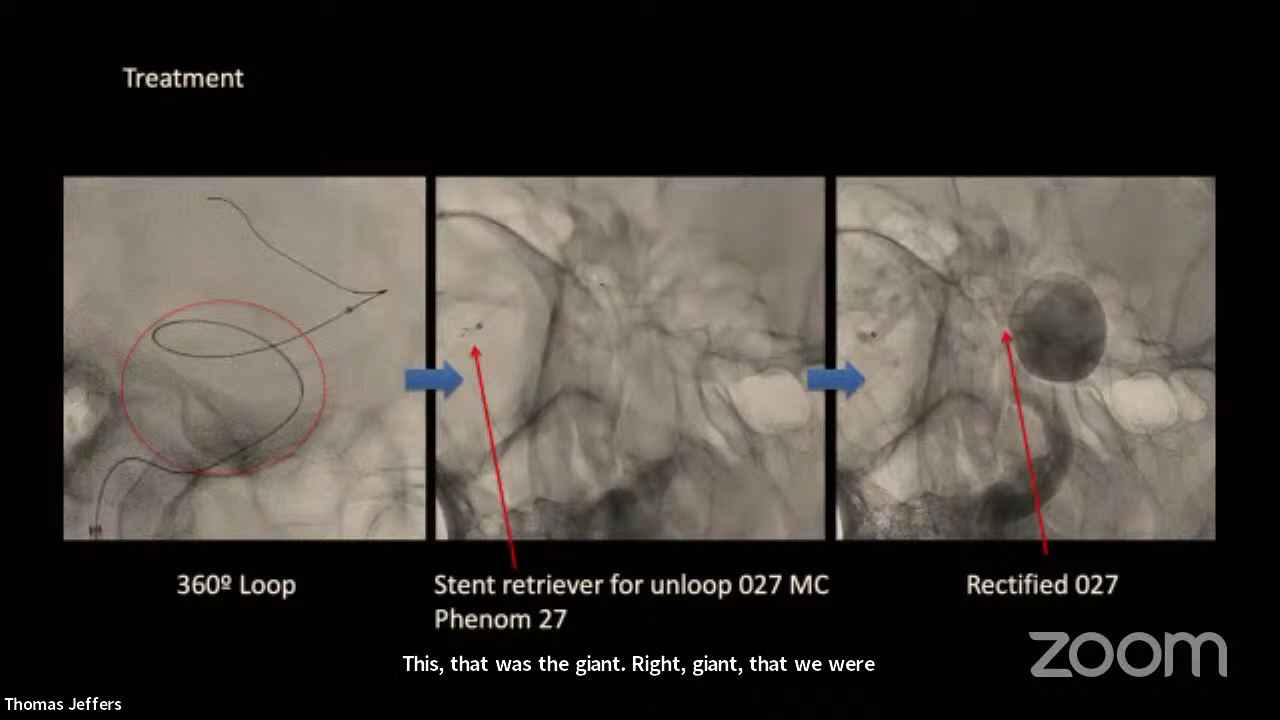 Treatment
360º Loop
Stent retriever for unloop 027 MC
Phenom 27
Rectified 027
This, that was the giant. Right, giant, that we were
zoom
Thomas Jeffers